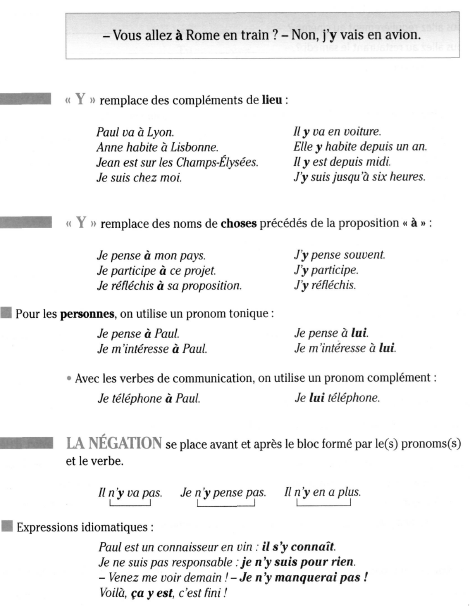 – Vous allez à Rome en train ? – Non, j'y vais en avion.
« Y » remplace des compléments de lieu :
Paul va à Lyon. Il y va en voiture.
Anne habite à Lisbonne. Elle y habite depuis un an.
Jean est sur les Champs-Élysées. Il y est depuis midi.
Je suis chez moi. J'y suis jusqu'à six heures.
« Y » remplace des noms de choses précédés de la proposition « à » :
Je pense à mon pays. J'y pense souvent.
Je participe à ce projet. J'y participe.
Je réfléchis à sa proposition. J'y réfléchis.
Pour les personnes, on utilise un pronom tonique :
Je pense à Paul. Je pense à lui.
Je m'intéresse à Paul. Je m'intéresse à lui.
• Avec les verbes de communication, on utilise un pronom complément :
Je téléphone à Paul. Je lui téléphone.
LA NÉGATION se place avant et après le bloc formé par le(s) pronoms(s)
et le verbe.
Il n'y va pas. Je n'y pense pas. Il n'y en a plus.
Expressions idiomatiques :
Paul est un connaisseur en vin : il s'y connaît.
Je ne suis pas responsable : je n'y suis pour rien.
– Venez me voir demain ! – Je n'y manquerai pas !
Voilà, ça y est, c'est fini !